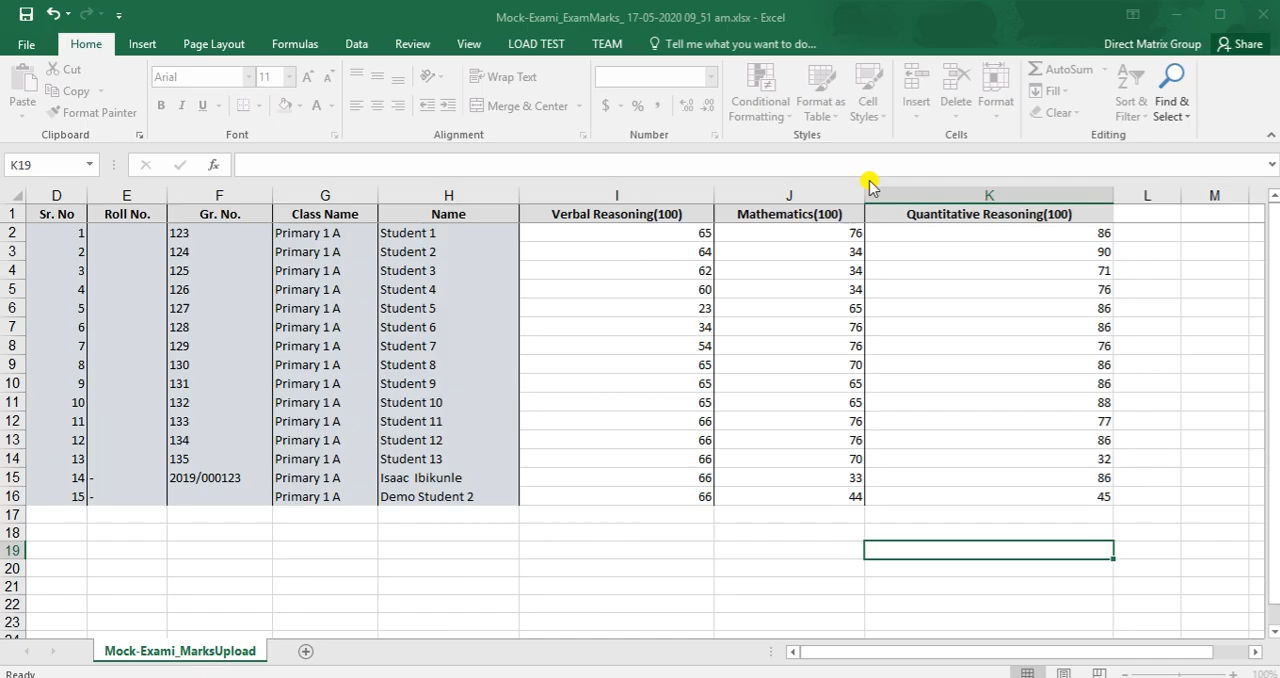 Mock-Exami_ExamMarks_ 17-05-2020 09_51 am.xlsx - Excel
File Home Insert Page Layout Formulas Data Review View LOAD TEST TEAM Tell me what you want to do... Direct Matrix Group Share
Paste
Cut
Copy
Format Painter
Clipboard
Arial 11
B I U
Font
Wrap Text
Merge & Center
Alignment
$ % ,
Number
Conditional Formatting
Format as Table
Cell Styles
Styles
Insert Delete Format
Cells
AutoSum
Fill
Clear
Sort & Filter
Find & Select
Editing
K19 fx
D E F G H I J K L M
1 Sr. No Roll No. Gr. No. Class Name Name Verbal Reasoning(100) Mathematics(100) Quantitative Reasoning(100)
2 1 123 Primary 1 A Student 1 65 76 86
3 2 124 Primary 1 A Student 2 64 34 90
4 3 125 Primary 1 A Student 3 62 34 71
5 4 126 Primary 1 A Student 4 60 34 76
6 5 127 Primary 1 A Student 5 23 65 86
7 6 128 Primary 1 A Student 6 34 76 86
8 7 129 Primary 1 A Student 7 54 76 76
9 8 130 Primary 1 A Student 8 65 70 86
10 9 131 Primary 1 A Student 9 65 65 86
11 10 132 Primary 1 A Student 10 65 65 88
12 11 133 Primary 1 A Student 11 66 76 77
13 12 134 Primary 1 A Student 12 66 76 86
14 13 135 Primary 1 A Student 13 66 70 32
15 14 - 2019/000123 Primary 1 A Isaac Ibikunle 66 33 86
16 15 - Primary 1 A Demo Student 2 66 44 45
17
18
19
20
21
22
23
24
Mock-Exami_MarksUpload
Ready 100%